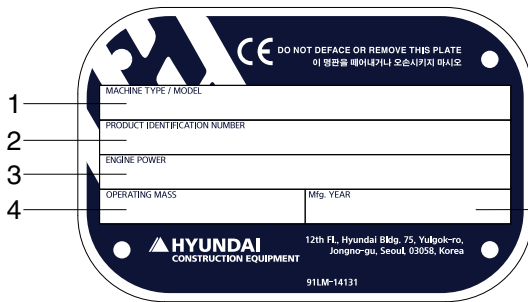 CE DO NOT DEFACE OR REMOVE THIS PLATE
이 명판을 떼어내거나 오손시키지 마시오
1 MACHINE TYPE / MODEL
2 PRODUCT IDENTIFICATION NUMBER
3 ENGINE POWER
4 OPERATING MASS Mfg. YEAR
HYUNDAI
CONSTRUCTION EQUIPMENT
12th Fl., Hyundai Bldg. 75, Yulgok-ro,
Jongno-gu, Seoul, 03058, Korea
91LM-14131